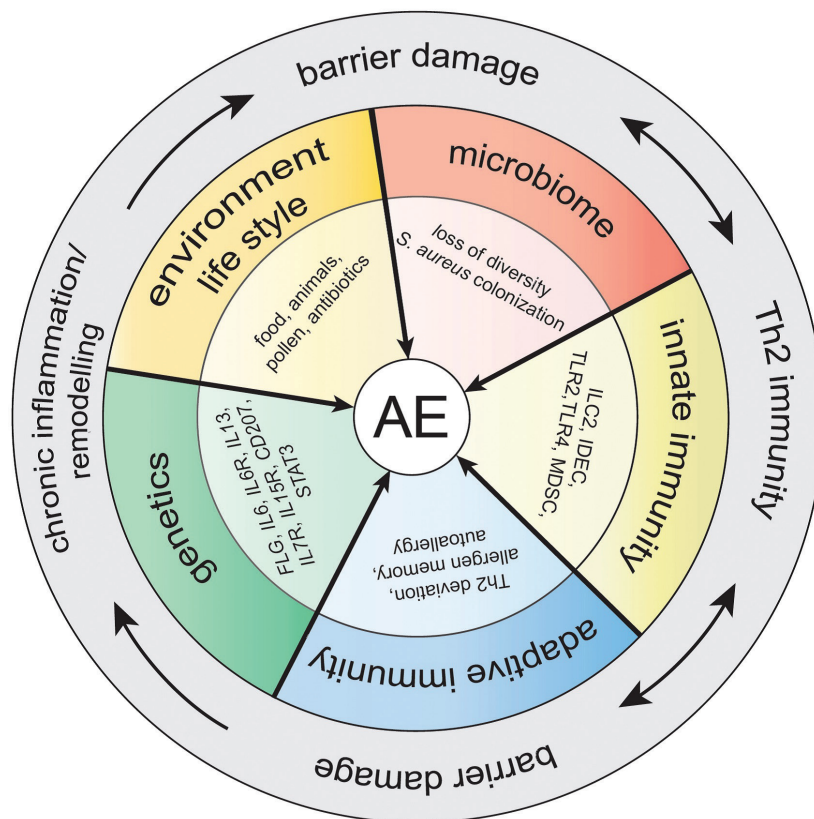 barrier damage
microbiome
loss of diversity
S. aureus colonization
Th2 immunity
innate immunity
ILC2, IDEC,
TLR2,TLR4, MDSC,
barrier damage
adaptive immunity
Th2 deviation,
allergen memory,
autoallergy
chronic inflammation/
remodelling
genetics
FLG, IL6, IL6R, IL13,
IL7R, IL15R, CD207,
STAT3
environment
life style
food, animals,
pollen, antibiotics
AE